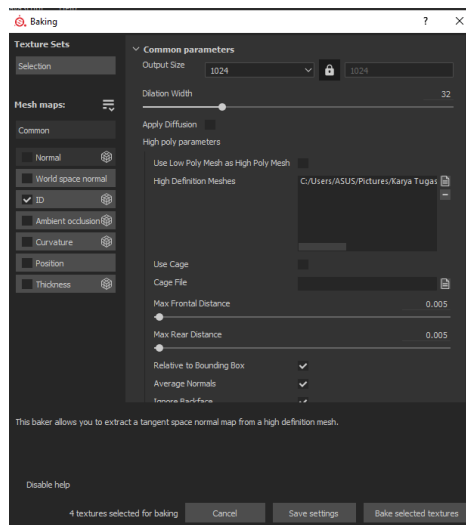 Baking
? ×
Texture Sets
Selection
Mesh maps:
Common
Normal
World space normal
ID
Ambient occlusion
Curvature
Position
Thickness
Common parameters
Output Size 1024 1024
Dilation Width 32
Apply Diffusion
High poly parameters
Use Low Poly Mesh as High Poly Mesh
High Definition Meshes C:/Users/ASUS/Pictures/Karya Tugas
Use Cage
Cage File
Max Frontal Distance 0.005
Max Rear Distance 0.005
Relative to Bounding Box
Average Normals
Ignore Backface
This baker allows you to extract a tangent space normal map from a high definition mesh.
Disable help
4 textures selected for baking Cancel Save settings Bake selected textures